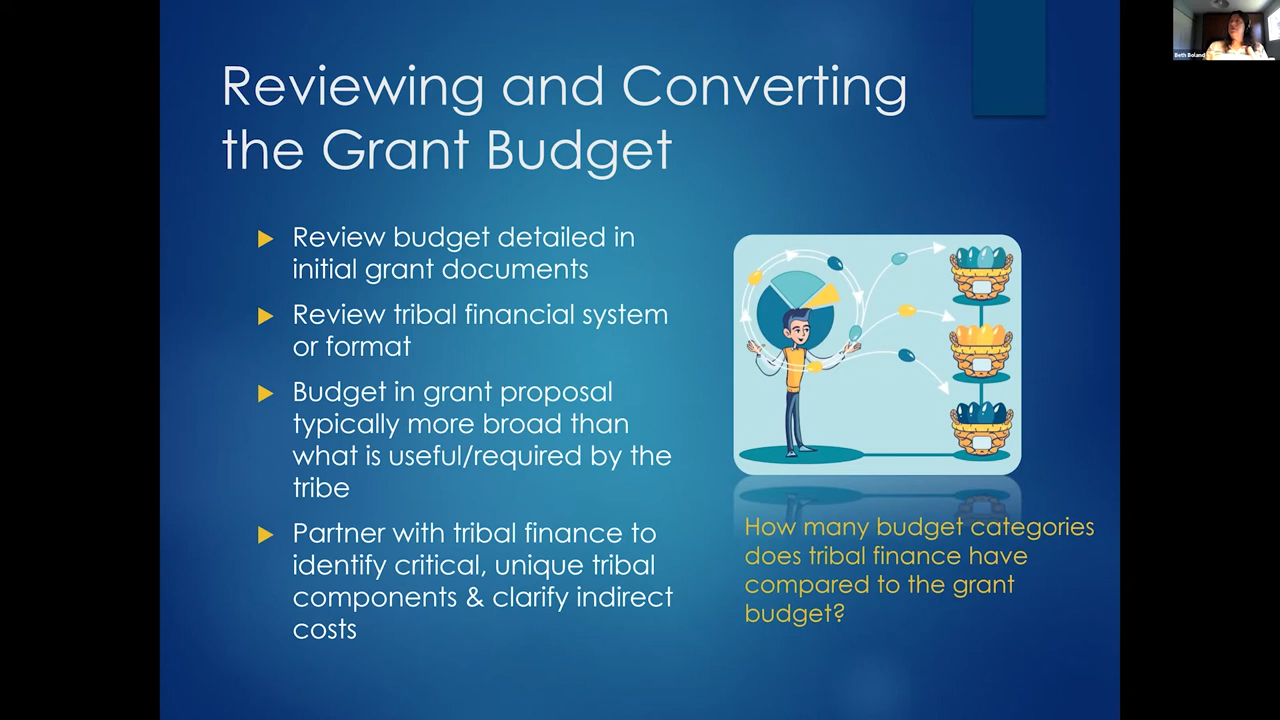 Reviewing and Converting
the Grant Budget
Review budget detailed in
initial grant documents
Review tribal financial system
or format
Budget in grant proposal
typically more broad than
what is useful/required by the
tribe
Partner with tribal finance to
identify critical, unique tribal
components & clarify indirect
costs
How many budget categories
does tribal finance have
compared to the grant
budget?
Beth Boland